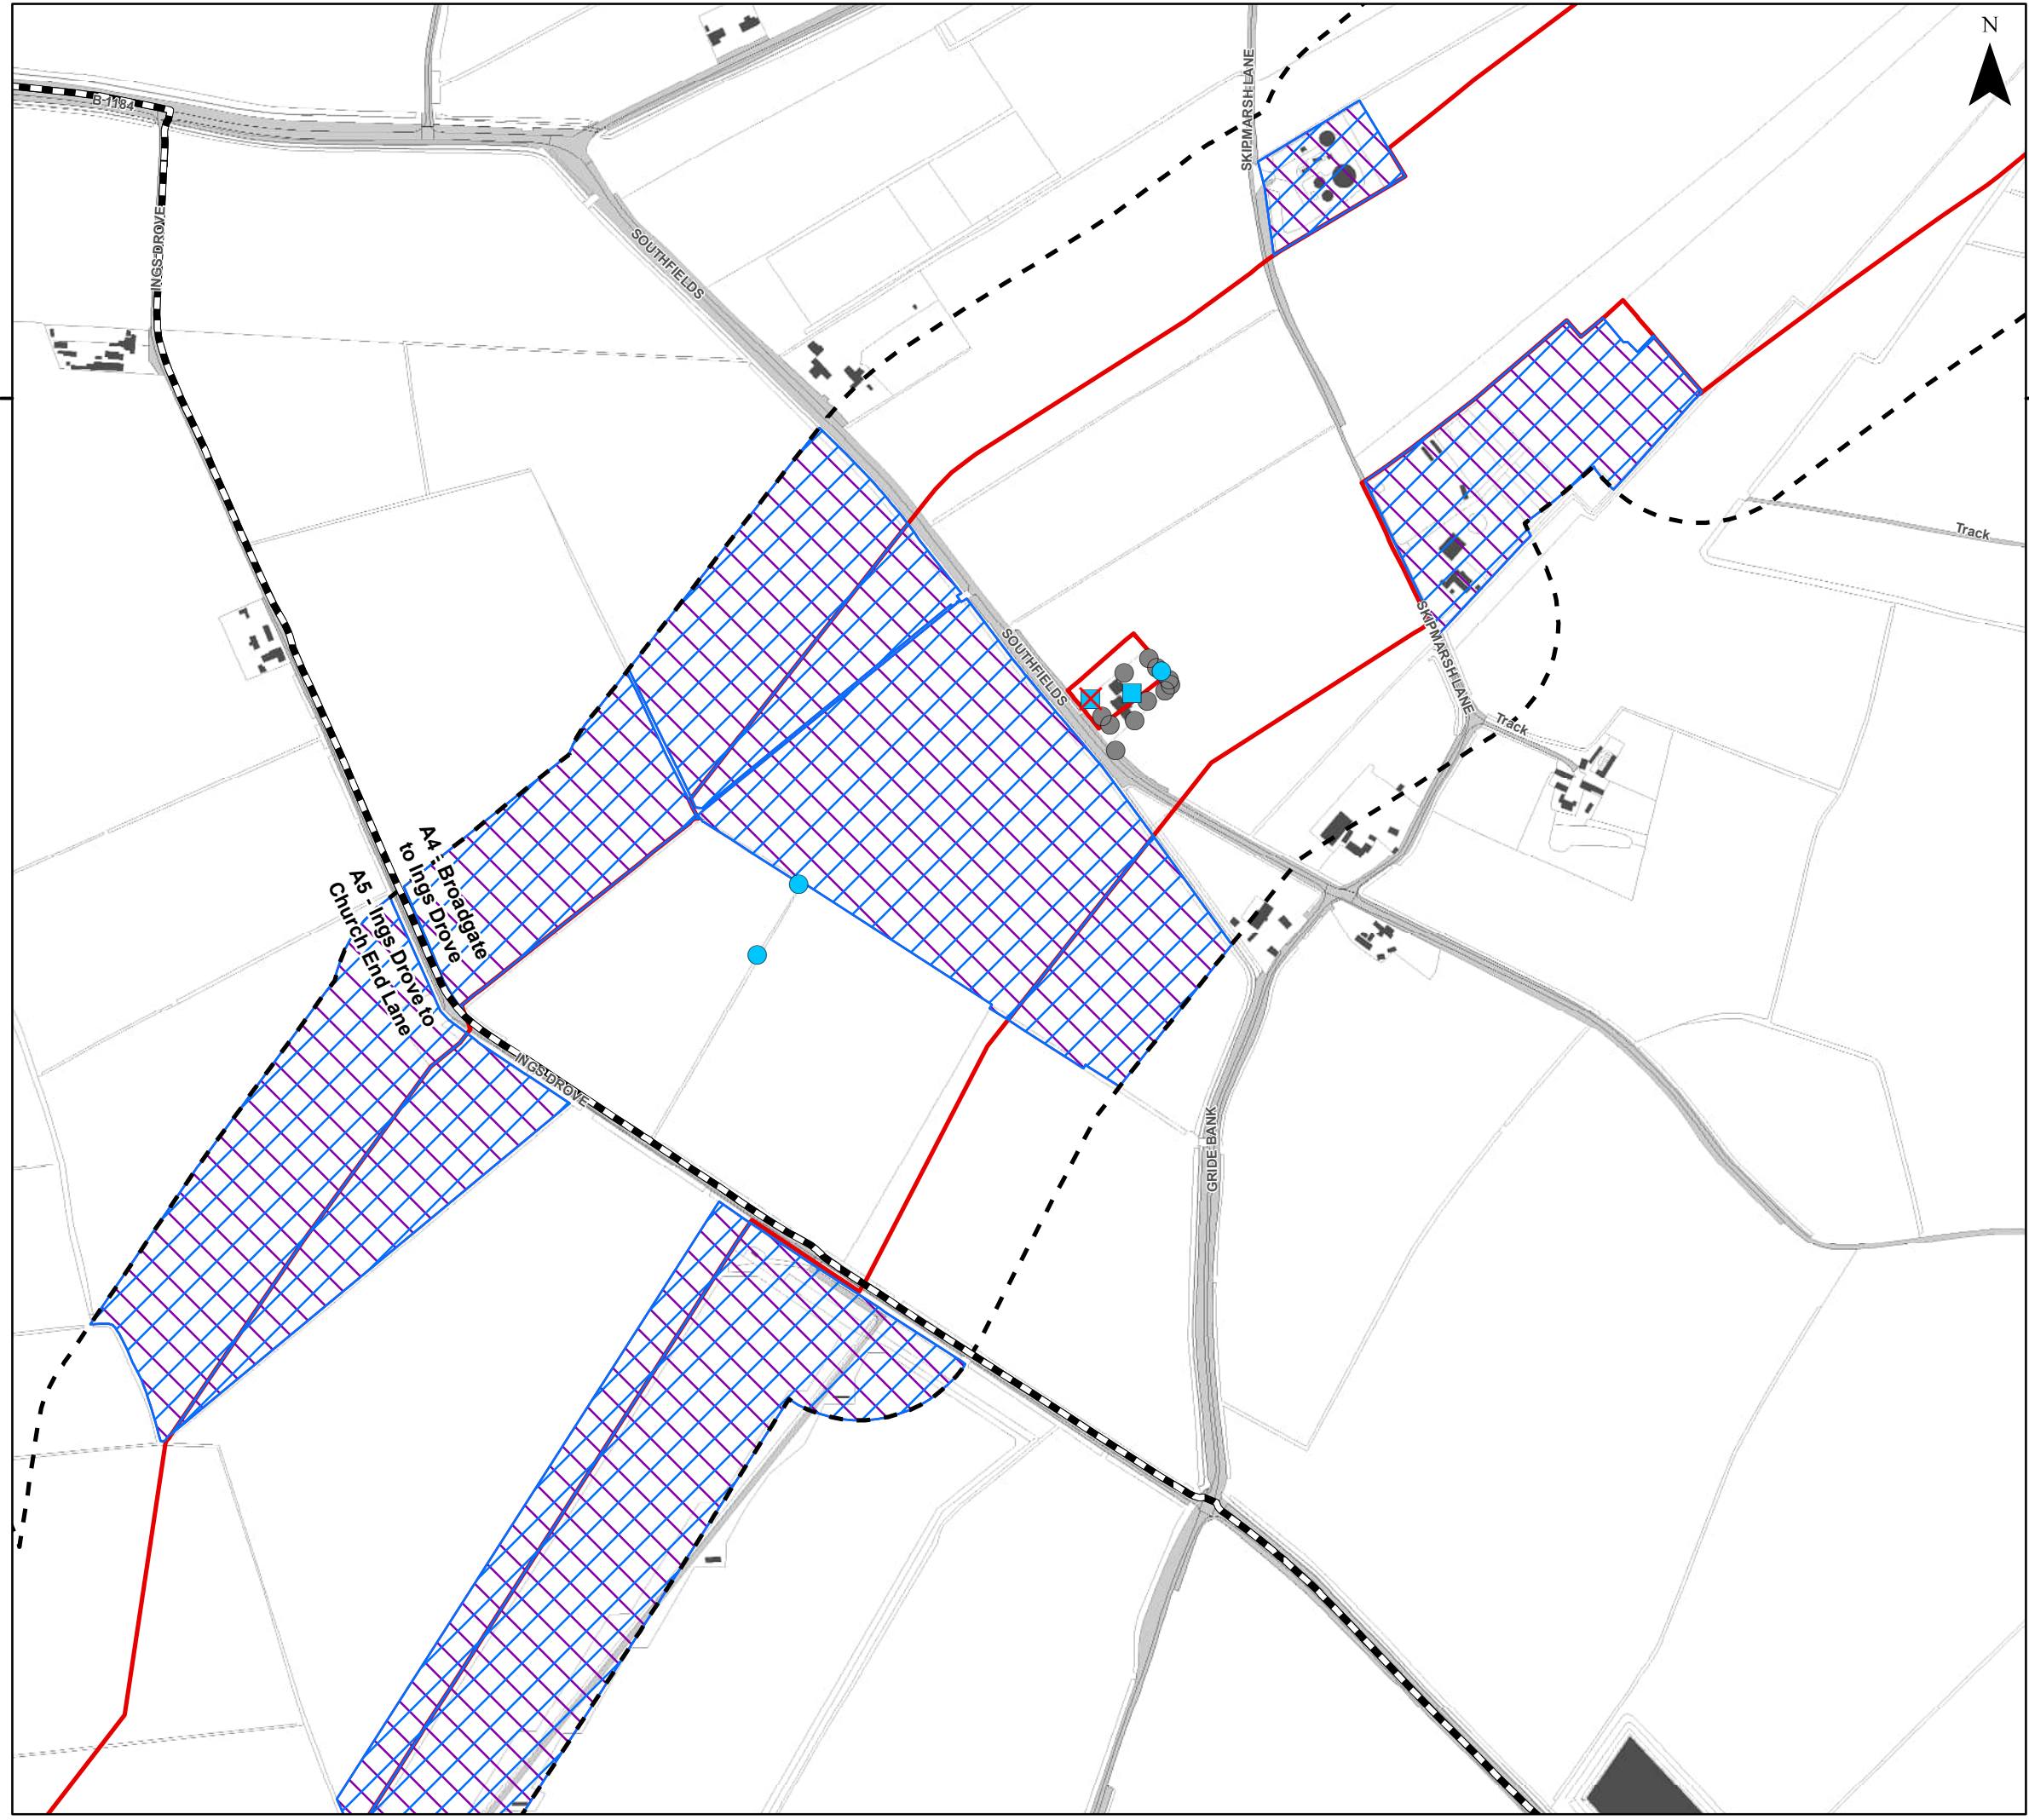 N
B 1184
SKIPMARSH LANE
INGS DROVE
SOUTHFIELDS
Track
SOUTHFIELDS
SKIPMARSH LANE
Track
A4 - Broadgate
to Ings Drove
A5 - Ings Drove to
Church End Lane
INGS DROVE
GRIDE BANK